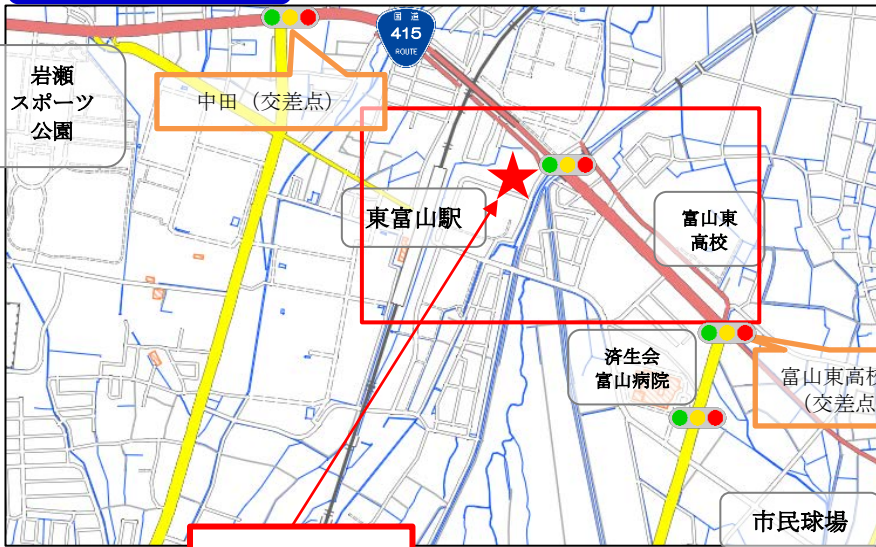 国道
415
ROUTE
岩瀬
スポーツ
公園
中田（交差点）
東富山駅
富山東
高校
済生会
富山病院
富山東高校
（交差点
市民球場